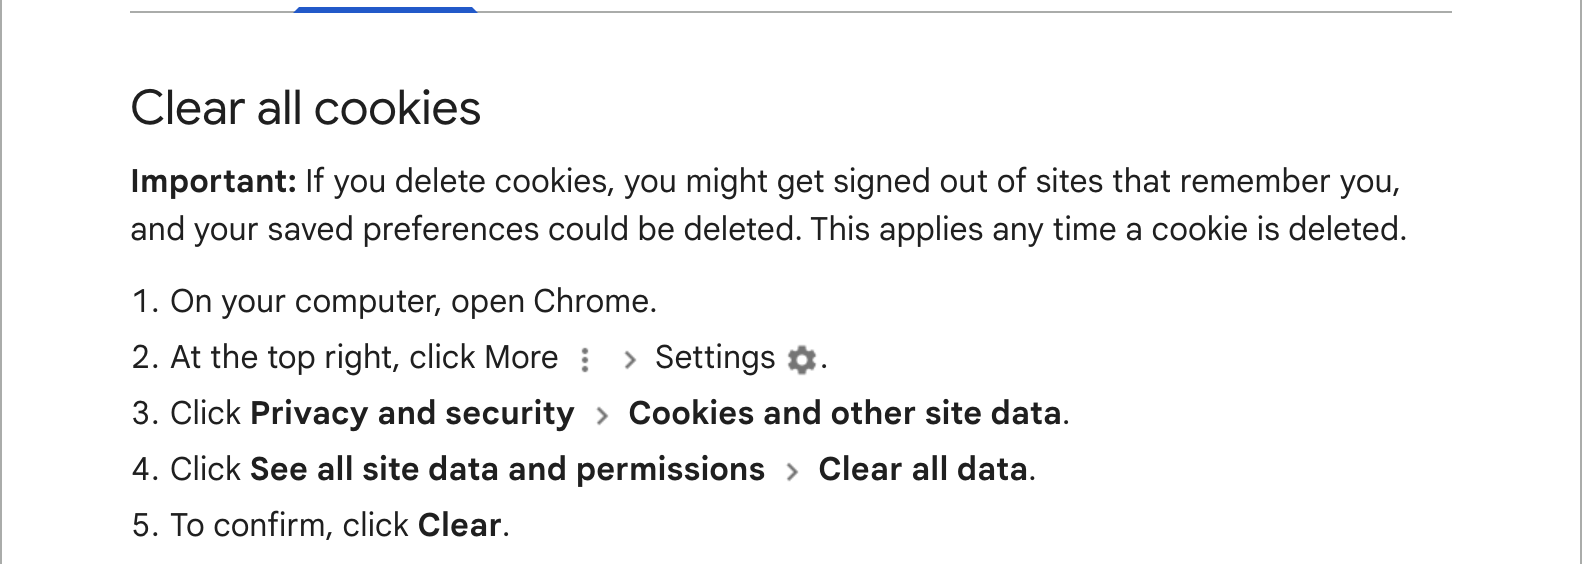 Clear all cookies
Important: If you delete cookies, you might get signed out of sites that remember you,
and your saved preferences could be deleted. This applies any time a cookie is deleted.
1. On your computer, open Chrome.
2. At the top right, click More > Settings .
3. Click Privacy and security > Cookies and other site data.
4. Click See all site data and permissions > Clear all data.
5. To confirm, click Clear.